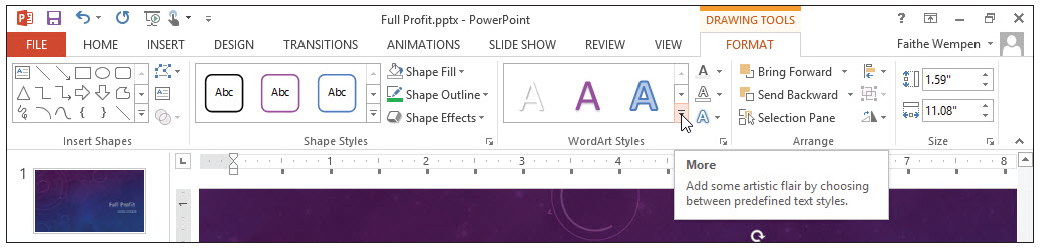 Full Profit.pptx - PowerPoint
DRAWING TOOLS
?
FILE HOME INSERT DESIGN TRANSITIONS ANIMATIONS SLIDE SHOW REVIEW VIEW FORMAT Faithe Wempen
Abc Abc Abc
Shape Fill
Shape Outline
Shape Effects
A A A
Bring Forward
Send Backward
Selection Pane
1.59"
11.08"
Insert Shapes Shape Styles WordArt Styles Arrange Size
1
L 1 2 3 4 7 8
1
Full Profit
More
Add some artistic flair by choosing
between predefined text styles.